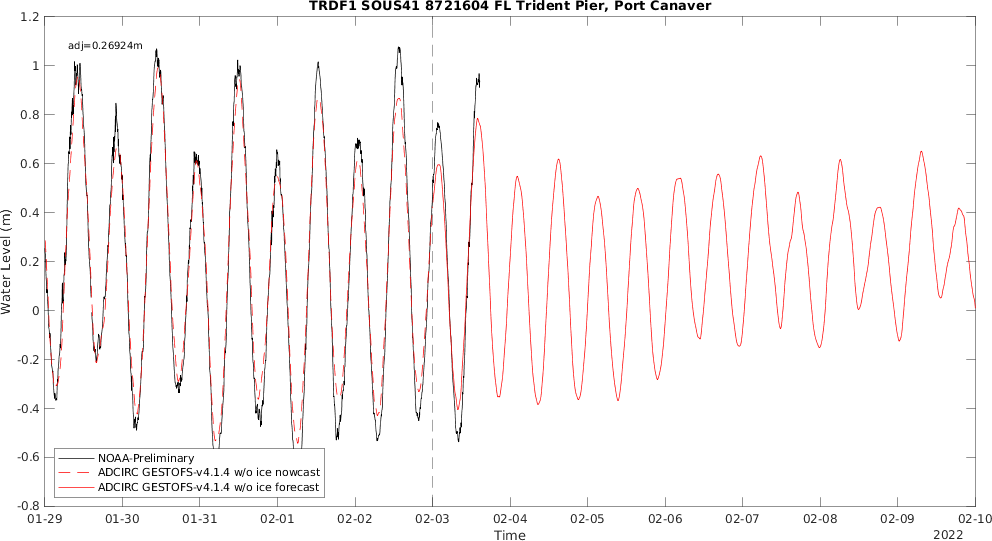 TRDF1 SOUS41 8721604 FL Trident Pier, Port Canaver
1.2
adj=0.26924m
1
0.8
0.6
0.4
0.2
0
-0.2
-0.4
-0.6
-0.8
Water Level (m)
NOAA-Preliminary
ADCIRC GESTOFS-v4.1.4 w/o ice nowcast
ADCIRC GESTOFS-v4.1.4 w/o ice forecast
01-29 01-30 01-31 02-01 02-02 02-03 02-04 02-05 02-06 02-07 02-08 02-09 02-10
Time
2022